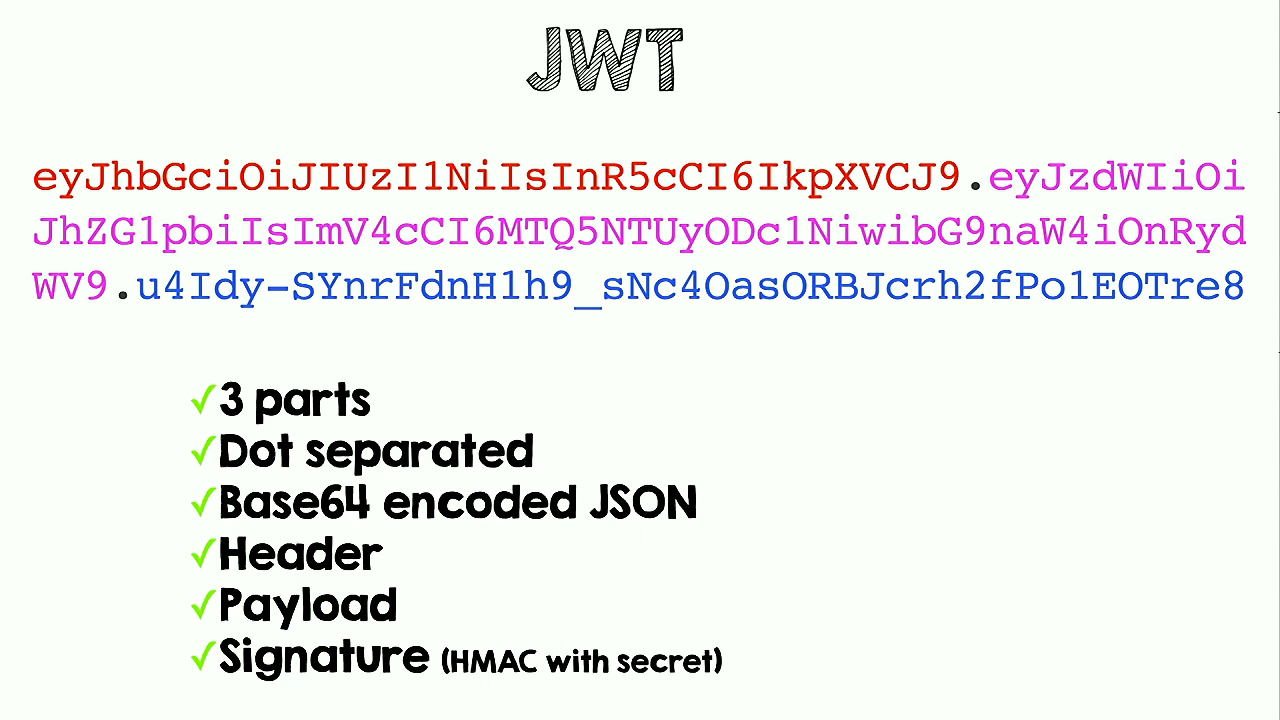 JWT
eyJhbGciOiJIUzI1NiIsInR5cCI6IkpXVCJ9.eyJzdWIiOi
JhZG1pbiIsImV4cCI6MTQ5NTUyODc1NiwibG9naW4iOnRyd
WV9.u4Idy-SYnrFdnH1h9_sNc4OasORBJcrh2fPo1EOTre8
✓3 parts
✓Dot separated
✓Base64 encoded JSON
✓Header
✓Payload
✓Signature (HMAC with secret)